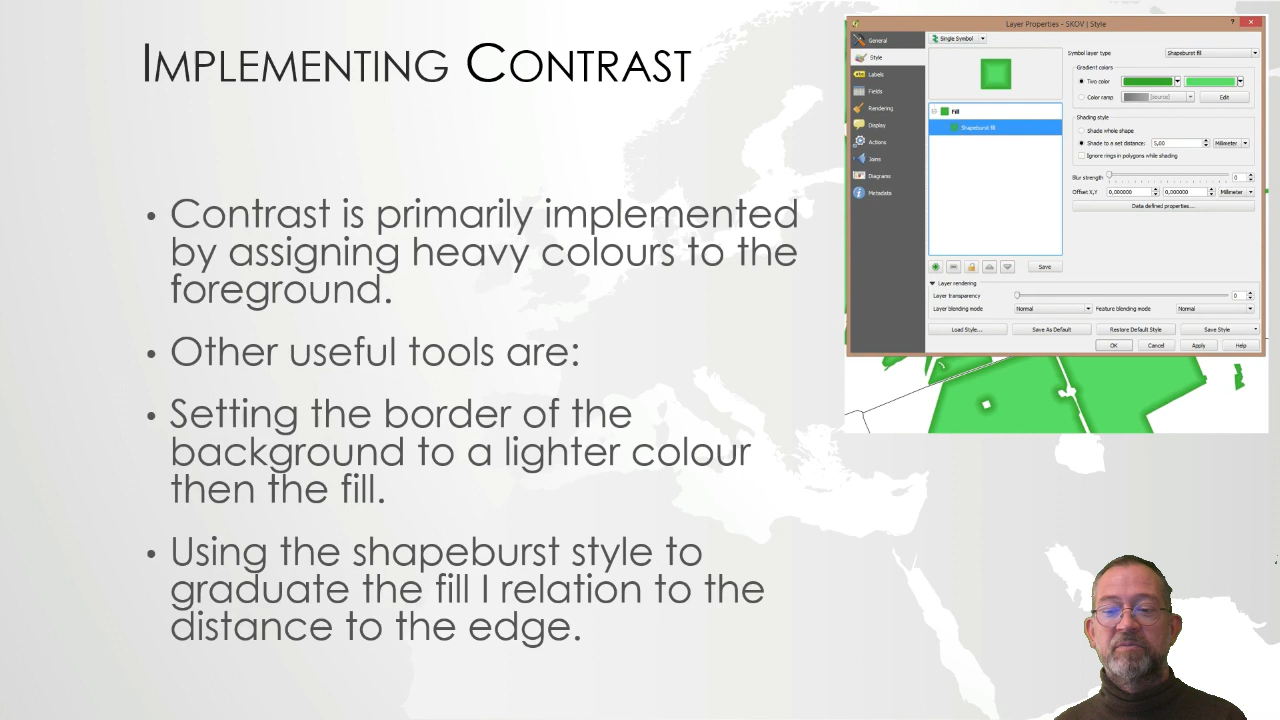 IMPLEMENTING CONTRAST
• Contrast is primarily implemented
by assigning heavy colours to the
foreground.
• Other useful tools are:
• Setting the border of the
background to a lighter colour
then the fill.
• Using the shapeburst style to
graduate the fill I relation to the
distance to the edge.
Layer Properties - SKOV | Style
General
Style
Labels
Fields
Rendering
Display
Actions
Joins
Diagrams
Metadata
Single Symbol
Fill
Shapeburst fill
Save
Symbol layer type Shapeburst fill
Gradient colors
Two color
Color ramp [source] Edit
Shading style
Shade whole shape
Shade to a set distance: 5,00 Millimeter
Ignore rings in polygons while shading
Blur strength 0
Offset X,Y 0,000000 0,000000 Millimeter
Data defined properties...
Layer rendering
Layer transparency 0
Layer blending mode Normal Feature blending mode Normal
Load Style... Save As Default Restore Default Style Save Style
OK Cancel Apply Help